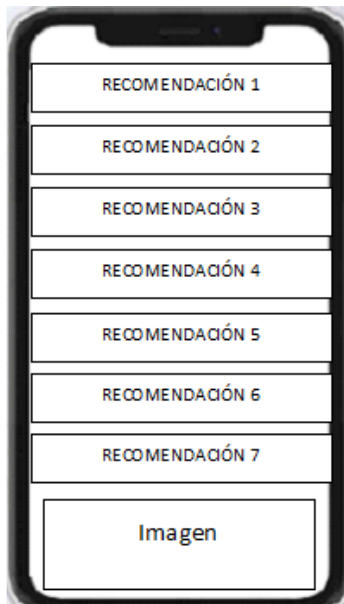 RECOMENDACIÓN 1
RECOMENDACIÓN 2
RECOMENDACIÓN 3
RECOMENDACIÓN 4
RECOMENDACIÓN 5
RECOMENDACIÓN 6
RECOMENDACIÓN 7
Imagen